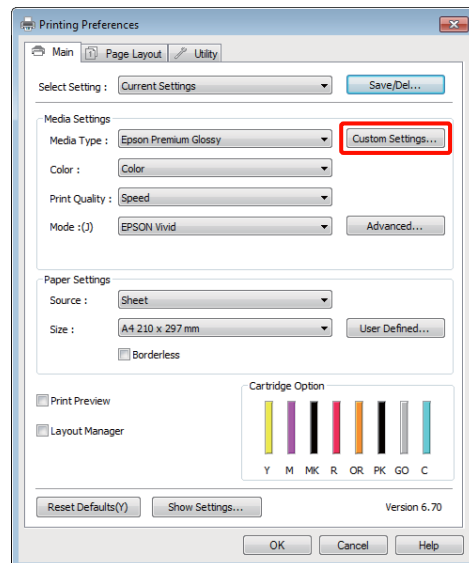 Printing Preferences
Main Page Layout Utility
Select Setting : Current Settings Save/Del...
Media Settings
Media Type : Epson Premium Glossy Custom Settings...
Color : Color
Print Quality : Speed
Mode :(J) EPSON Vivid Advanced...
Paper Settings
Source : Sheet
Size : A4 210 x 297 mm User Defined...
Borderless
Cartridge Option
Print Preview
Layout Manager
Y M MK R OR PK GO C
Reset Defaults(Y) Show Settings... Version 6.70
OK Cancel Help